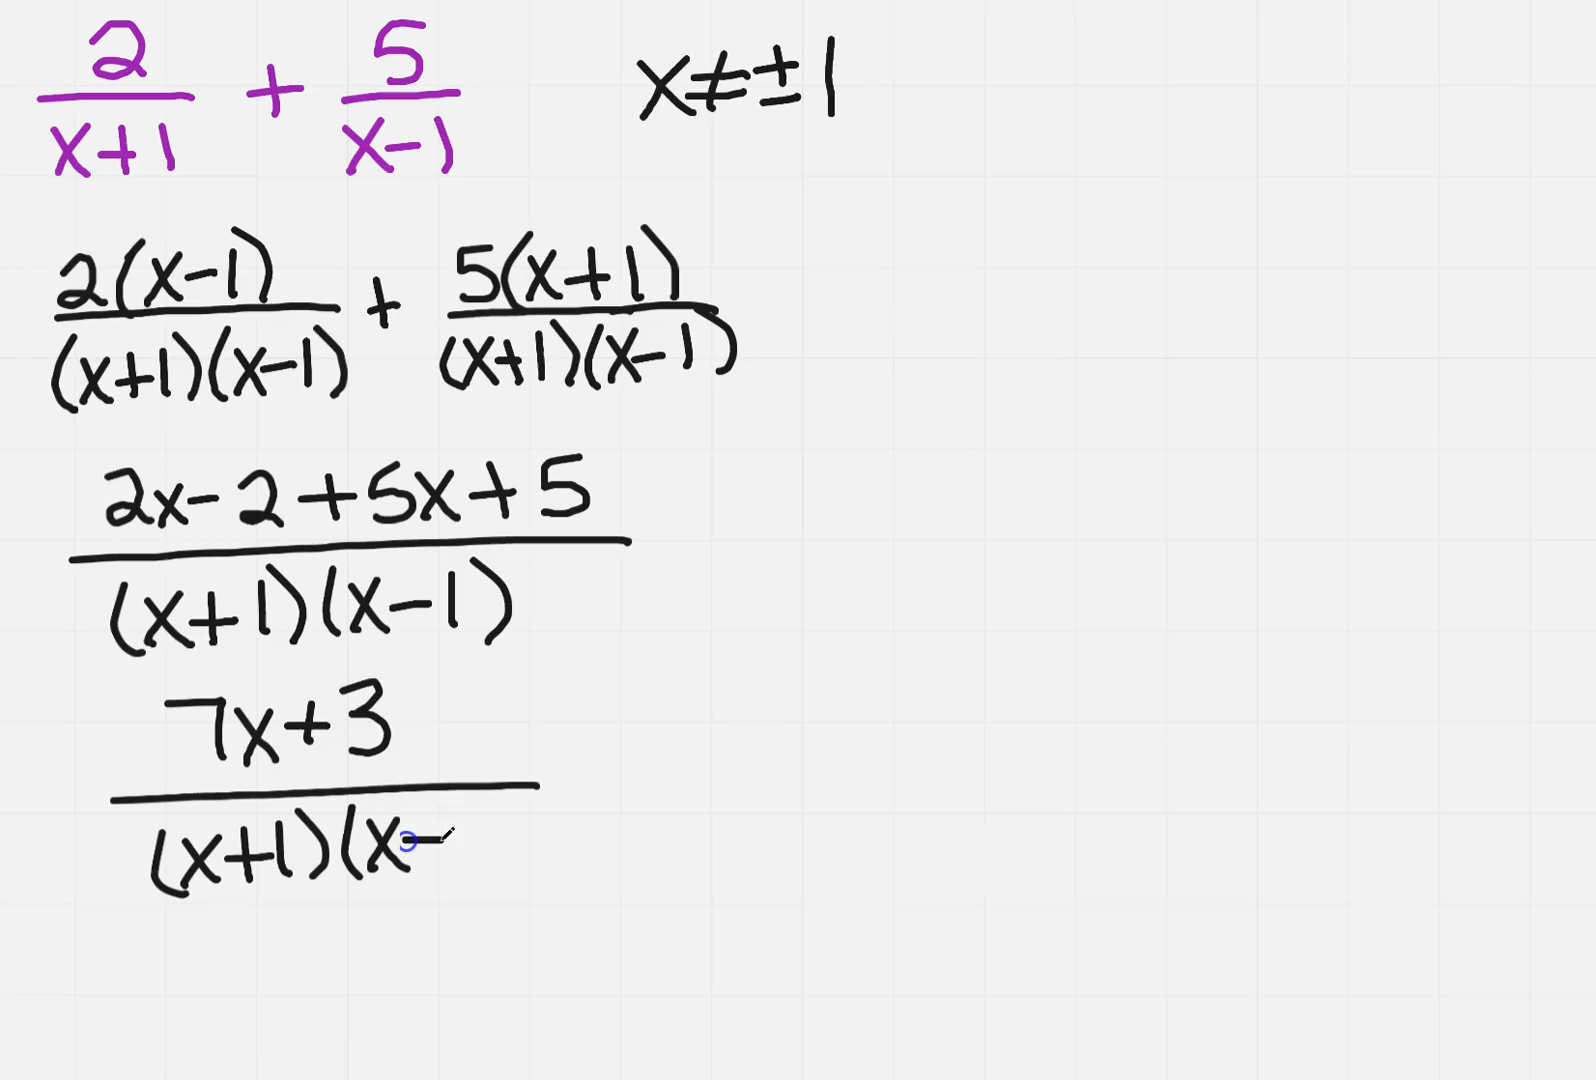 2/(x+1) + 5/(x-1)    x≠±1
2(x-1)/(x+1)(x-1) + 5(x+1)/(x+1)(x-1)
2x-2+5x+5
(x+1)(x-1)
7x+3
(x+1)(x-